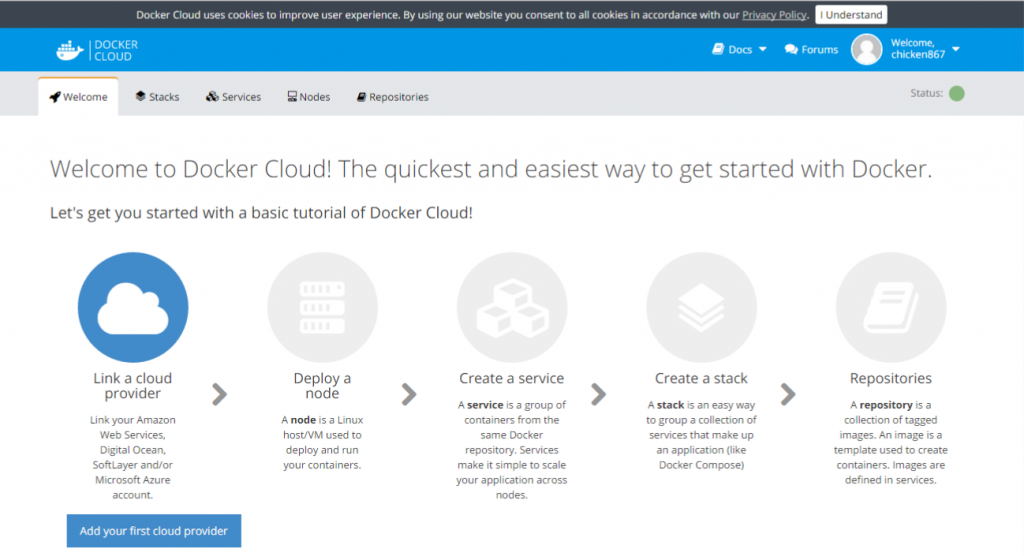 Docker Cloud uses cookies to improve user experience. By using our website you consent to all cookies in accordance with our Privacy Policy. I Understand
DOCKER
CLOUD
Docs
Forums
Welcome,
chicken867
Welcome
Stacks
Services
Nodes
Repositories
Status:
Welcome to Docker Cloud! The quickest and easiest way to get started with Docker.
Let's get you started with a basic tutorial of Docker Cloud!
Link a cloud
provider
Link your Amazon
Web Services,
Digital Ocean,
SoftLayer and/or
Microsoft Azure
account.
Add your first cloud provider
Deploy a
node
A node is a Linux
host/VM used to
deploy and run
your containers.
Create a service
A service is a group of
containers from the
same Docker
repository. Services
make it simple to scale
your application across
nodes.
Create a stack
A stack is an easy way
to group a collection of
services that make up
an application (like
Docker Compose)
Repositories
A repository is a
collection of tagged
images. An image is a
template used to create
containers. Images are
defined in services.